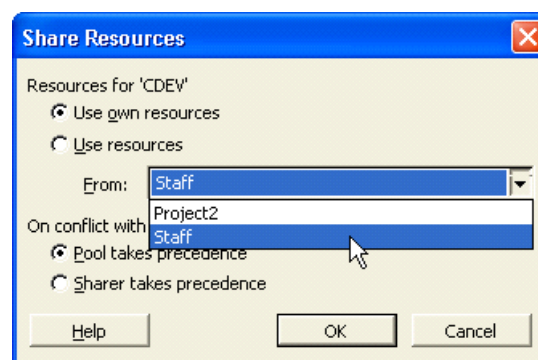 Share Resources
Resources for 'CDEV'
Use own resources
Use resources
From: Staff
Project2
On conflict with
Staff
Pool takes precedence
Sharer takes precedence
Help OK Cancel